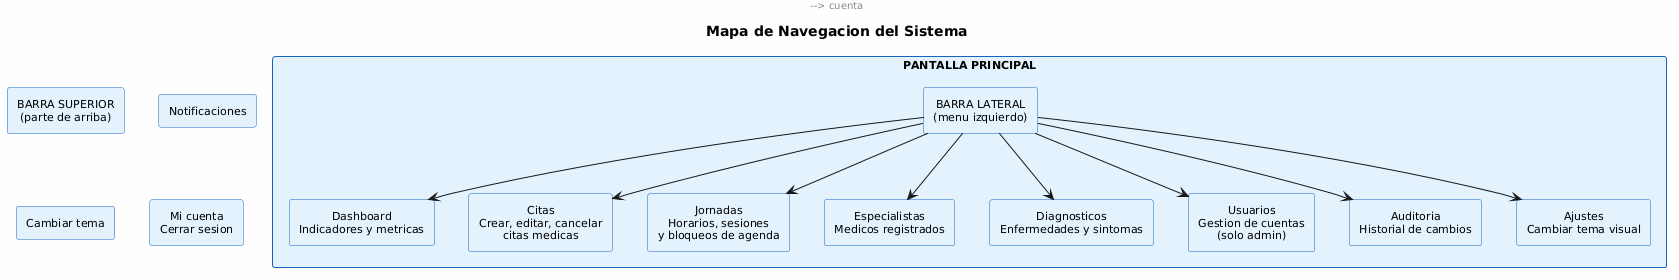 --> cuenta
Mapa de Navegacion del Sistema
PANTALLA PRINCIPAL
BARRA SUPERIOR
(parte de arriba)
Notificaciones
BARRA LATERAL
(menu izquierdo)
Cambiar tema
Mi cuenta
Cerrar sesion
Dashboard
Indicadores y metricas
Citas
Crear, editar, cancelar
citas medicas
Jornadas
Horarios, sesiones
y bloqueos de agenda
Especialistas
Medicos registrados
Diagnosticos
Enfermedades y sintomas
Usuarios
Gestion de cuentas
(solo admin)
Auditoria
Historial de cambios
Ajustes
Cambiar tema visual